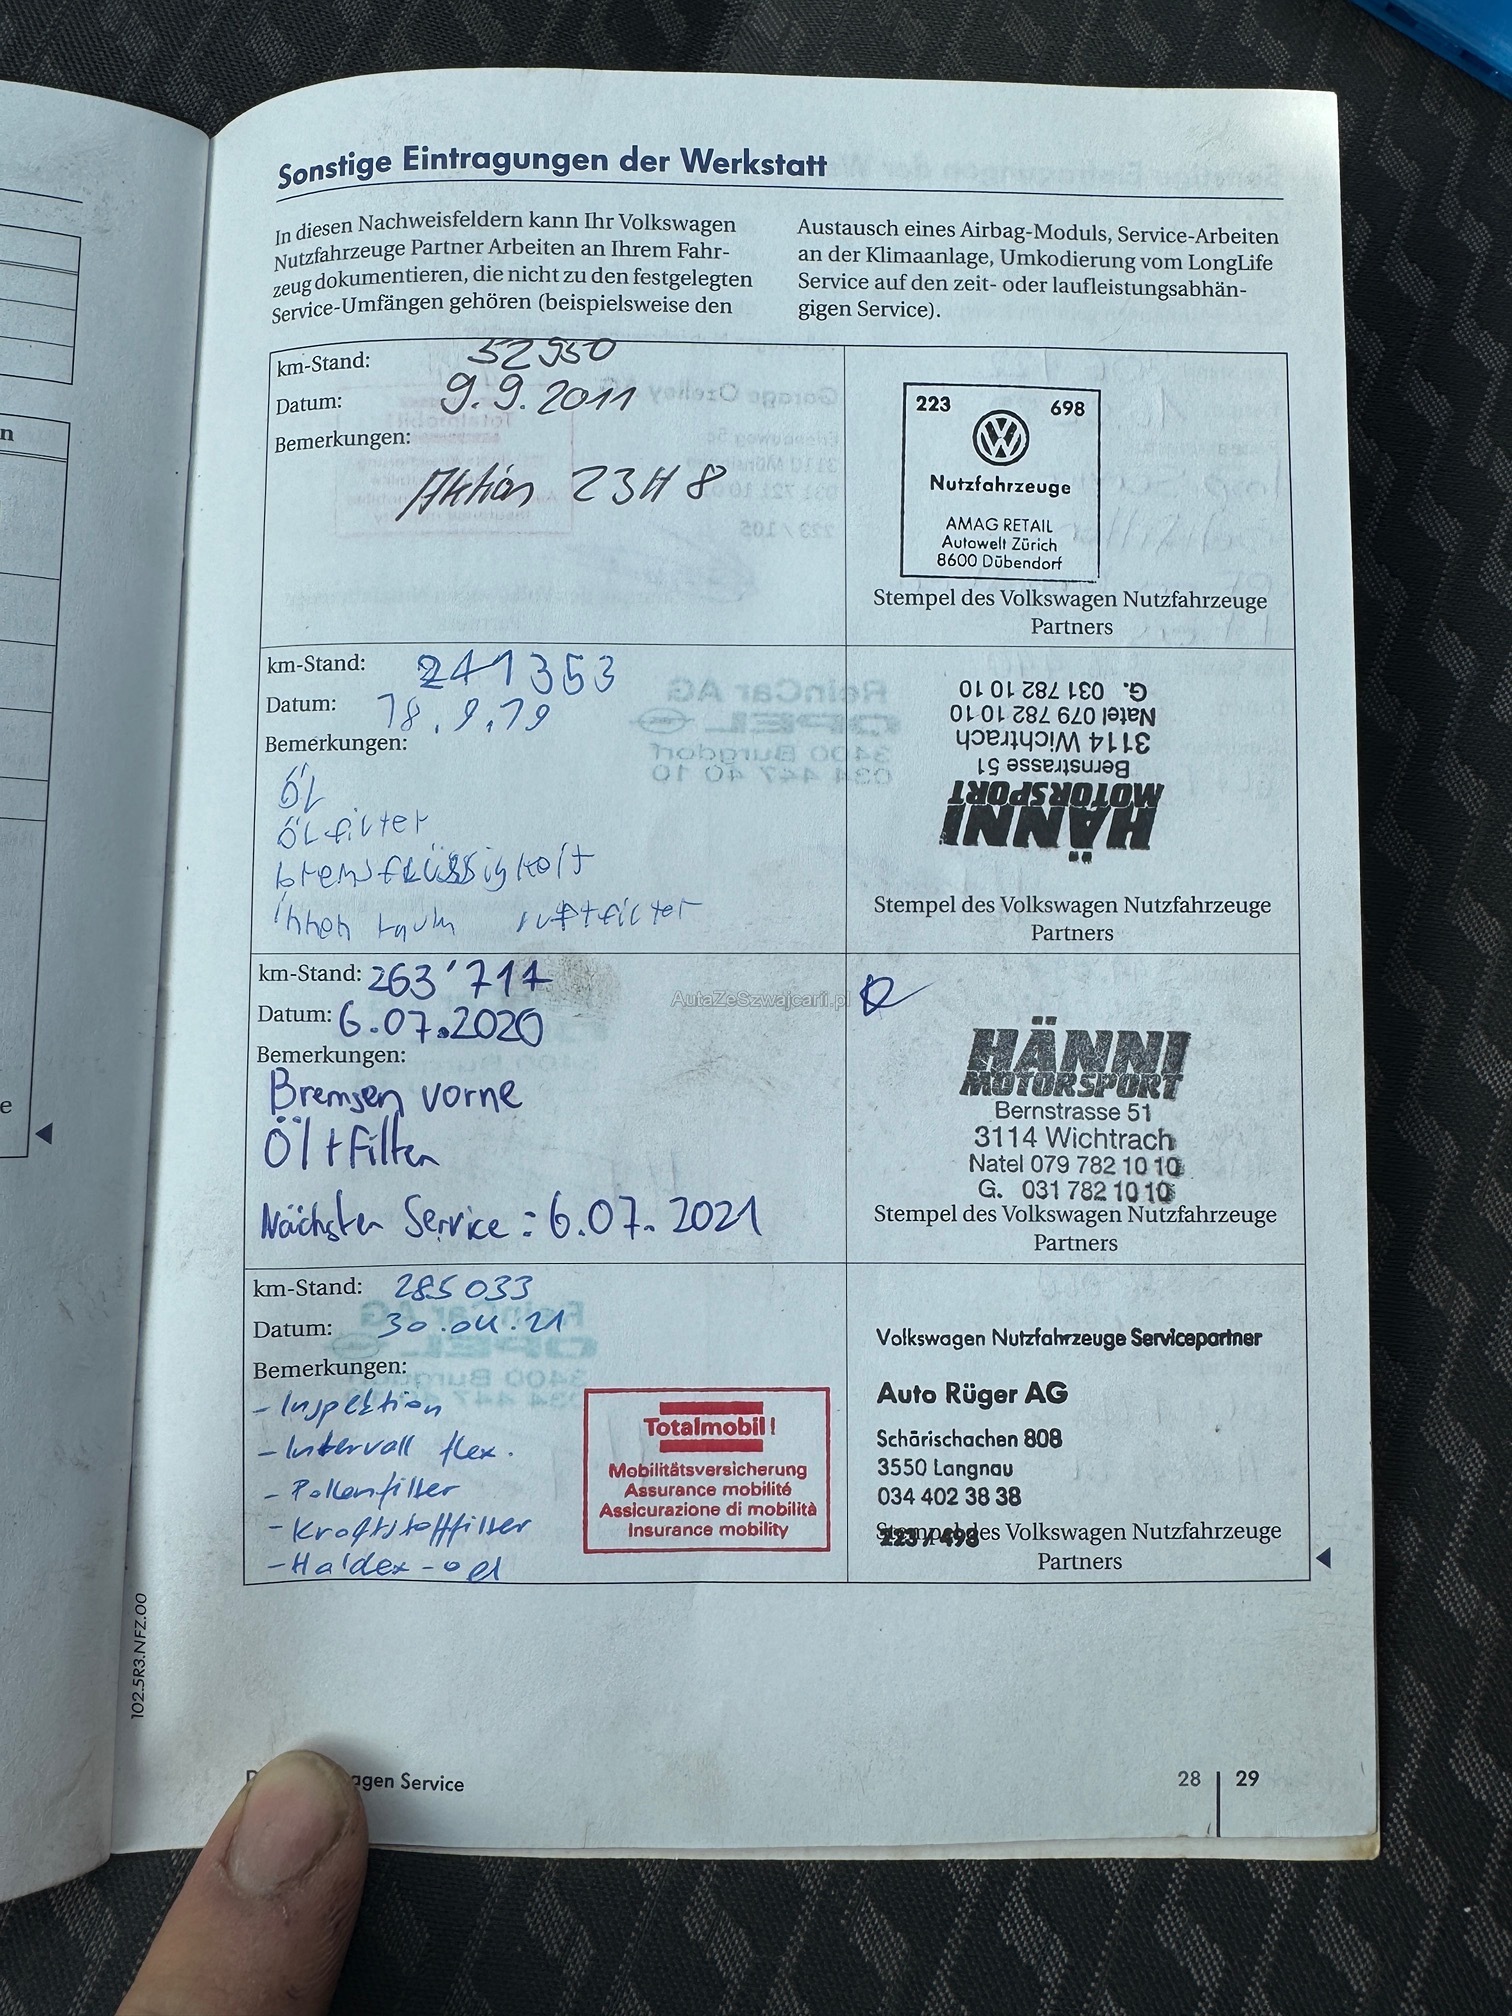 Sonstige Eintragungen der Werkstatt
In diesen Nachweisfeldern kann Ihr Volkswagen
Nutzfahrzeuge Partner Arbeiten an Ihrem Fahr-
zeug dokumentieren, die nicht zu den festgelegten
Service-Umfängen gehören (beispielsweise den
Austausch eines Airbag-Moduls, Service-Arbeiten
an der Klimaanlage, Umkodierung vom LongLife
Service auf den zeit- oder laufleistungsabhän-
gigen Service).
km-Stand: 52950
Datum: 9.9.2011
Bemerkungen:
Aktion 23H8
223 698
Nutzfahrzeuge
AMAG RETAIL
Autowelt Zürich
8600 Dübendorf
Stempel des Volkswagen Nutzfahrzeuge
Partners
km-Stand: 241353
Datum: 18.9.19
Bemerkungen:
Öl
Ölfilter
bremsflüssigkeit
innenraum luftfilter
HÄNNI
MOTORSPORT
Bernstrasse 51
3114 Wichtrach
Natel 079 782 10 10
G. 031 782 10 10
Stempel des Volkswagen Nutzfahrzeuge
Partners
km-Stand: 263'717
Datum: 6.07.2020
Bemerkungen:
Bremsen vorne
Öl + Filter
Nächster Service: 6.07.2021
AutaZeSzwajcarii.pl
HÄNNI
MOTORSPORT
Bernstrasse 51
3114 Wichtrach
Natel 079 782 10 10
G. 031 782 10 10
Stempel des Volkswagen Nutzfahrzeuge
Partners
km-Stand: 285033
Datum: 30.04.21
Bemerkungen:
- Inspektion
- Intervall flex.
- Pollenfilter
- Kraftstofffilter
- Haldex-oel
Totalmobil!
Mobilitätsversicherung
Assurance mobilité
Assicurazione di mobilità
Insurance mobility
Volkswagen Nutzfahrzeuge Servicepartner
Auto Rüger AG
Schärischachen 808
3550 Langnau
034 402 38 38
223 / 498
Stempel des Volkswagen Nutzfahrzeuge
Partners
102.5R3.NFZ.00
agen Service
28 29